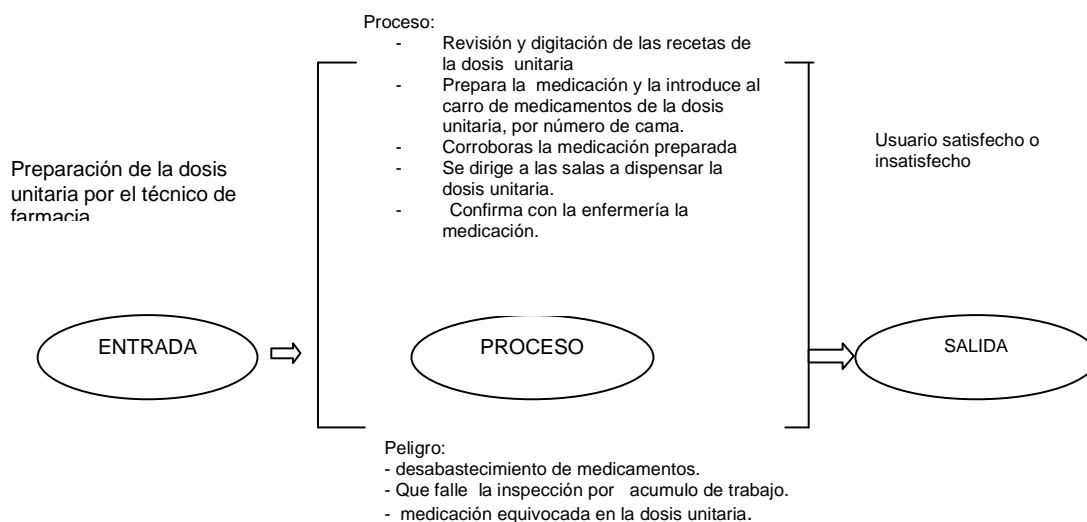 Preparación de la dosis
unitaria por el técnico de
farmacia
ENTRADA
Proceso:
- Revisión y digitación de las recetas de
la dosis unitaria
- Prepara la medicación y la introduce al
carro de medicamentos de la dosis
unitaria, por número de cama.
- Corroboras la medicación preparada
- Se dirige a las salas a dispensar la
dosis unitaria.
- Confirma con la enfermería la
medicación.
PROCESO
Peligro:
- desabastecimiento de medicamentos.
- Que falle la inspección por acumulo de trabajo.
- medicación equivocada en la dosis unitaria.
Usuario satisfecho o
insatisfecho
SALIDA